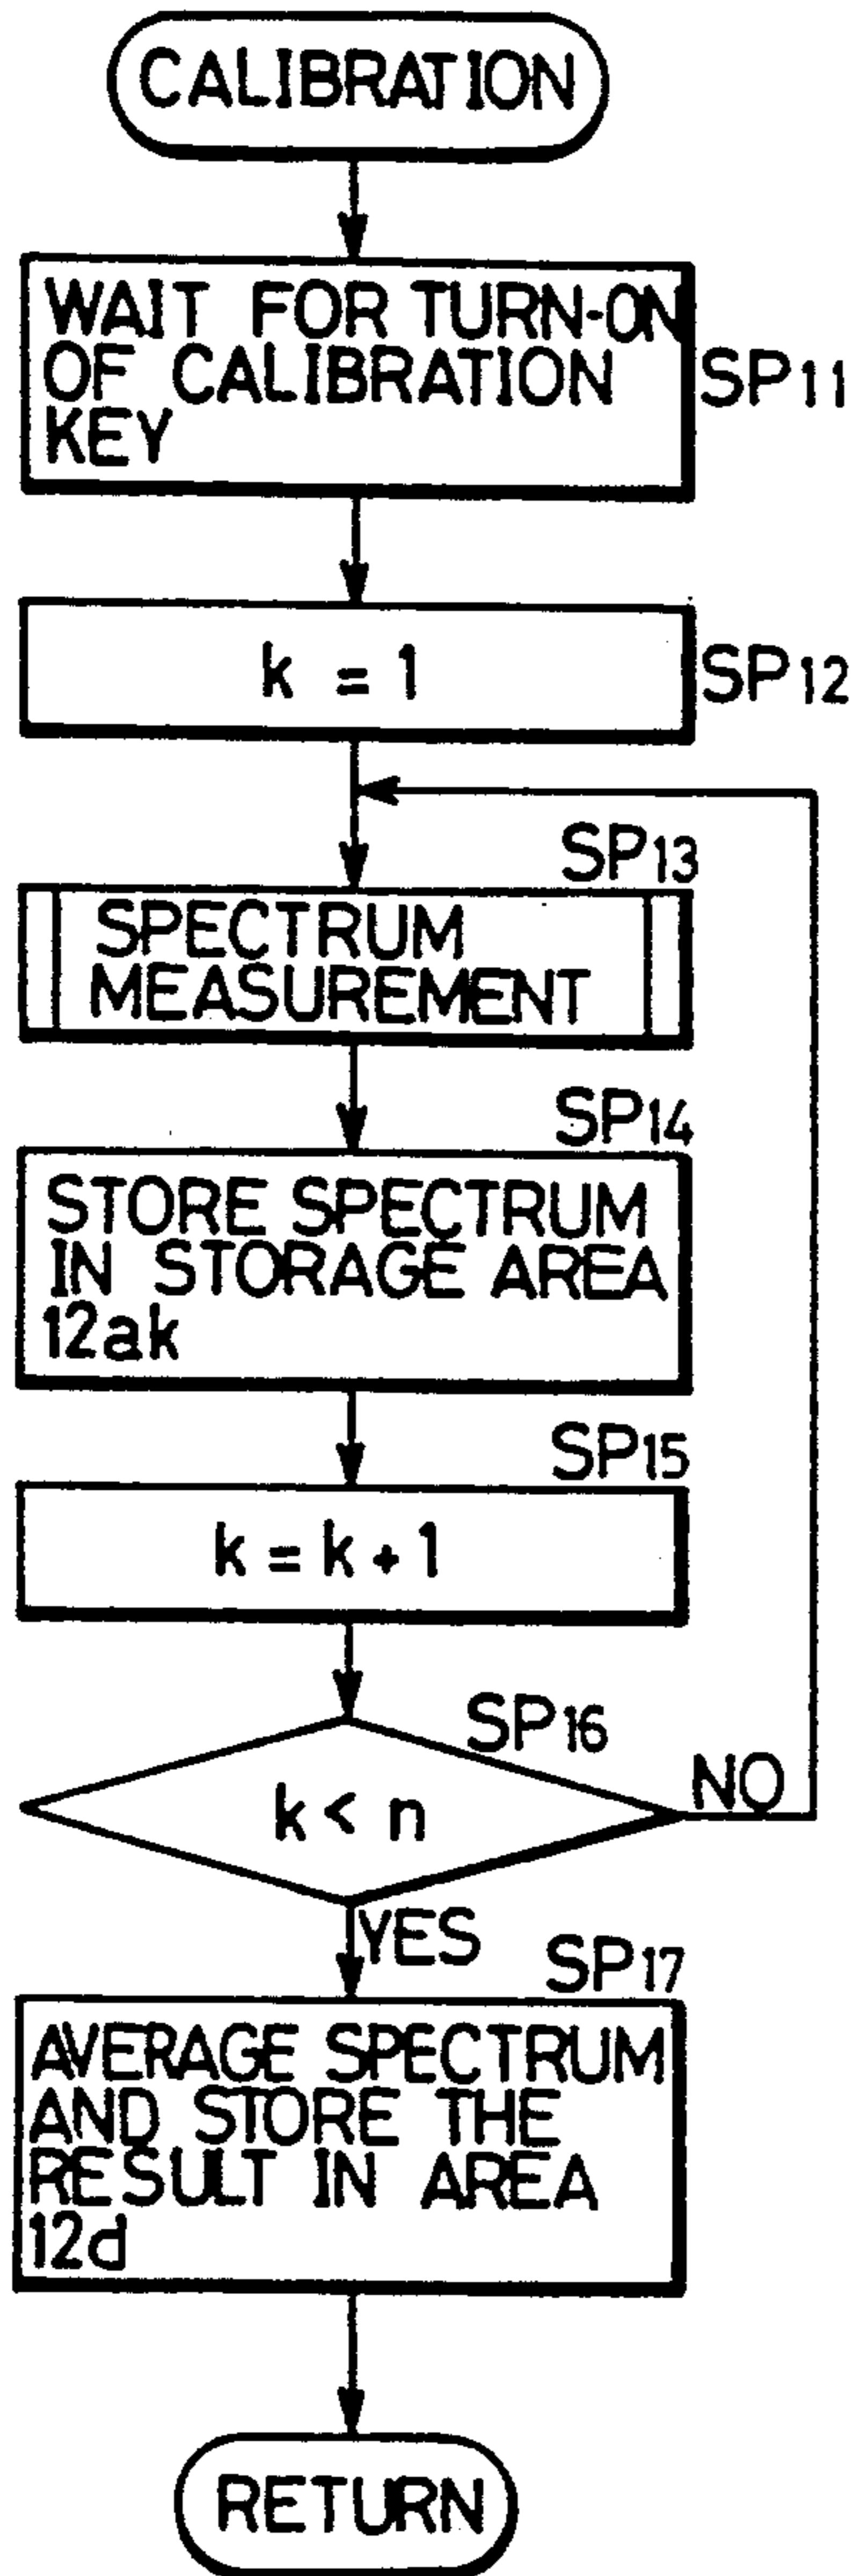 CALIBRATION
WAIT FOR TURN-ON
OF CALIBRATION
KEY
SP11
k = 1
SP12
SP13
SPECTRUM
MEASUREMENT
SP14
STORE SPECTRUM
IN STORAGE AREA
12ak
SP15
k = k + 1
SP16
k < n
NO
YES
SP17
AVERAGE SPECTRUM
AND STORE THE
RESULT IN AREA
12d
RETURN